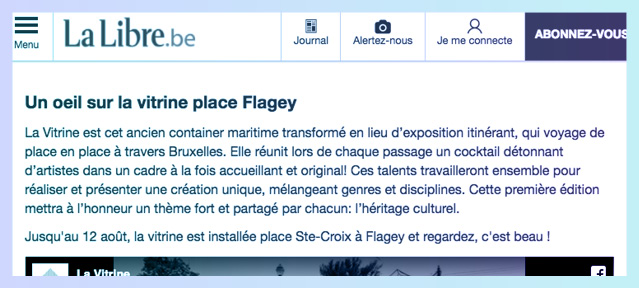 Menu
La Libre.be
Journal
Alertez-nous
Je me connecte
ABONNEZ-VOUS
Un oeil sur la vitrine place Flagey
La Vitrine est cet ancien container maritime transformé en lieu d’exposition itinérant, qui voyage de
place en place à travers Bruxelles. Elle réunit lors de chaque passage un cocktail détonnant
d’artistes dans un cadre à la fois accueillant et original! Ces talents travailleront ensemble pour
réaliser et présenter une création unique, mélangeant genres et disciplines. Cette première édition
mettra à l’honneur un thème fort et partagé par chacun: l’héritage culturel.
Jusqu'au 12 août, la vitrine est installée place Ste-Croix à Flagey et regardez, c'est beau !
La Vitrine